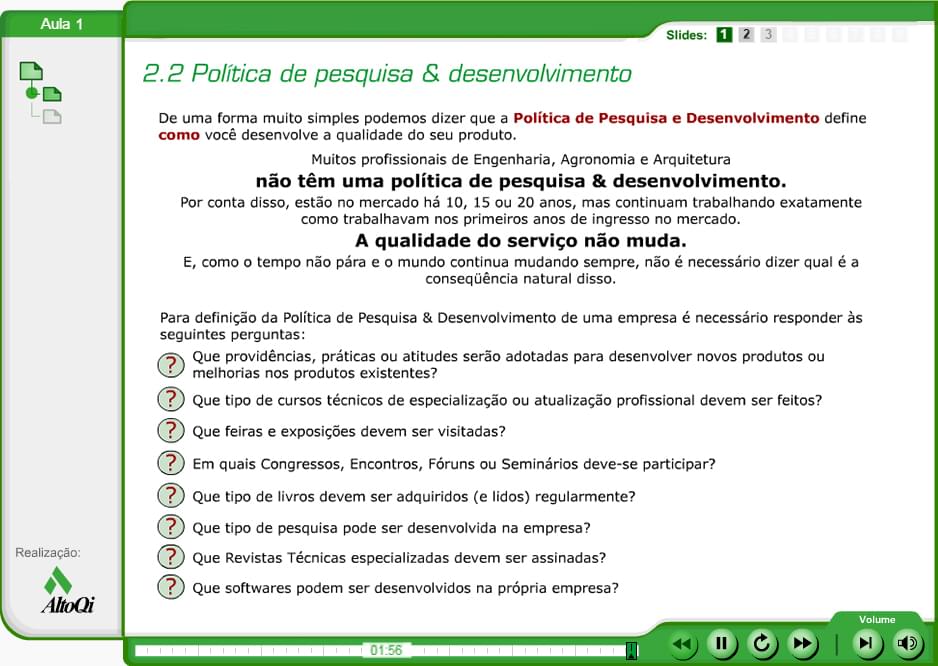 Aula 1
Slides: 1 2 3
2.2 Política de pesquisa & desenvolvimento
De uma forma muito simples podemos dizer que a Política de Pesquisa e Desenvolvimento define
como você desenvolve a qualidade do seu produto.
Muitos profissionais de Engenharia, Agronomia e Arquitetura
não têm uma política de pesquisa & desenvolvimento.
Por conta disso, estão no mercado há 10, 15 ou 20 anos, mas continuam trabalhando exatamente
como trabalhavam nos primeiros anos de ingresso no mercado.
A qualidade do serviço não muda.
E, como o tempo não pára e o mundo continua mudando sempre, não é necessário dizer qual é a
conseqüência natural disso.
Para definição da Política de Pesquisa & Desenvolvimento de uma empresa é necessário responder às
seguintes perguntas:
? Que providências, práticas ou atitudes serão adotadas para desenvolver novos produtos ou
melhorias nos produtos existentes?
? Que tipo de cursos técnicos de especialização ou atualização profissional devem ser feitos?
? Que feiras e exposições devem ser visitadas?
? Em quais Congressos, Encontros, Fóruns ou Seminários deve-se participar?
? Que tipo de livros devem ser adquiridos (e lidos) regularmente?
? Que tipo de pesquisa pode ser desenvolvida na empresa?
? Que Revistas Técnicas especializadas devem ser assinadas?
? Que softwares podem ser desenvolvidos na própria empresa?
Realização:
AltoQi
01:56
Volume